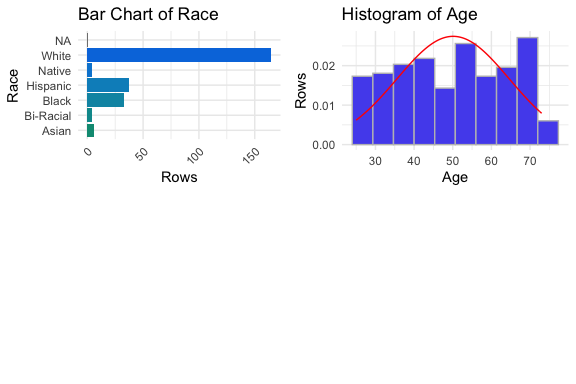 Bar Chart of Race
Race
NA
White
Native
Hispanic
Black
Bi-Racial
Asian
0
50
100
150
Rows
Histogram of Age
Rows
0.02
0.01
0.00
30
40
50
60
70
Age